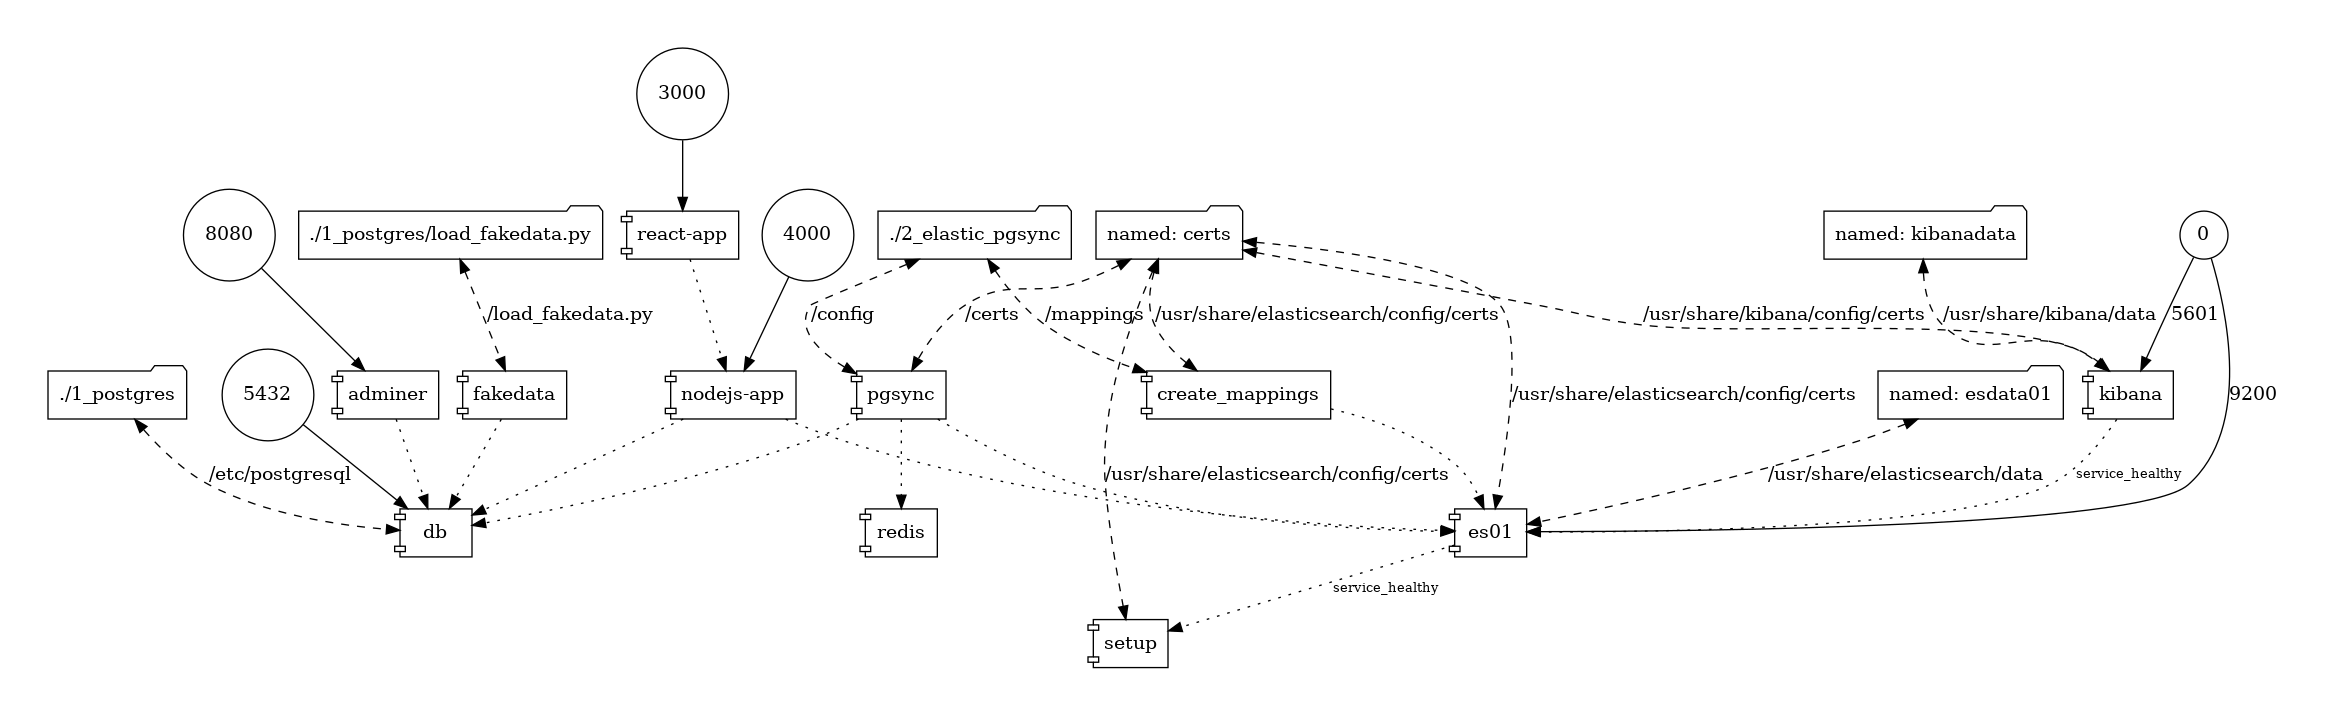 3000
8080
./1_postgres/load_fakedata.py
react-app
4000
./2_elastic_pgsync
named: certs
named: kibanadata
0
/load_fakedata.py
/config
/certs
/mappings
/usr/share/elasticsearch/config/certs
/usr/share/kibana/config/certs
/usr/share/kibana/data
5601
./1_postgres
5432
adminer
fakedata
nodejs-app
pgsync
create_mappings
/usr/share/elasticsearch/config/certs
named: esdata01
kibana
9200
/etc/postgresql
/usr/share/elasticsearch/config/certs
/usr/share/elasticsearch/data
service_healthy
db
redis
es01
service_healthy
setup